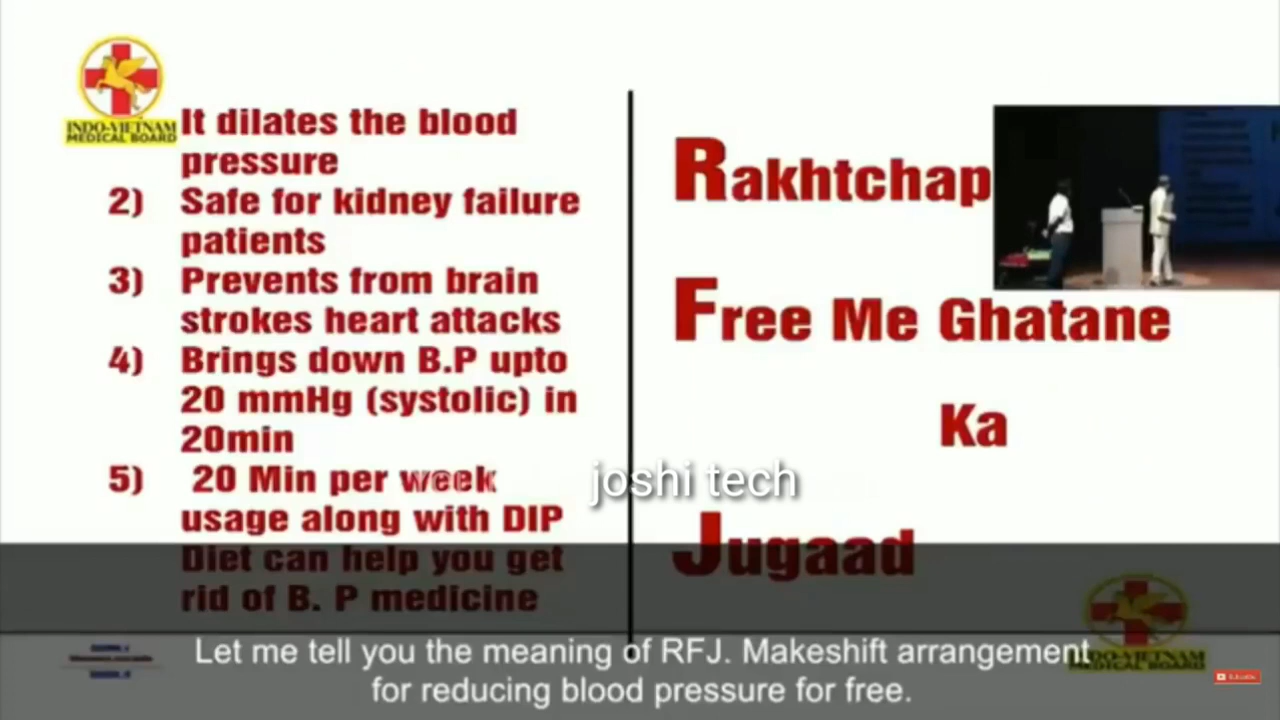 INDO-VIETNAM
MEDICAL BOARD
It dilates the blood
pressure
2) Safe for kidney failure
patients
3) Prevents from brain
strokes heart attacks
4) Brings down B.P upto
20 mmHg (systolic) in
20min
5) 20 Min per week
usage along with DIP
Diet can help you get
rid of B. P medicine
Rakhtchap
Free Me Ghatane
Ka
Jugaad
joshi tech
INDO-VIETNAM
MEDICAL BOARD
Let me tell you the meaning of RFJ. Makeshift arrangement
for reducing blood pressure for free.